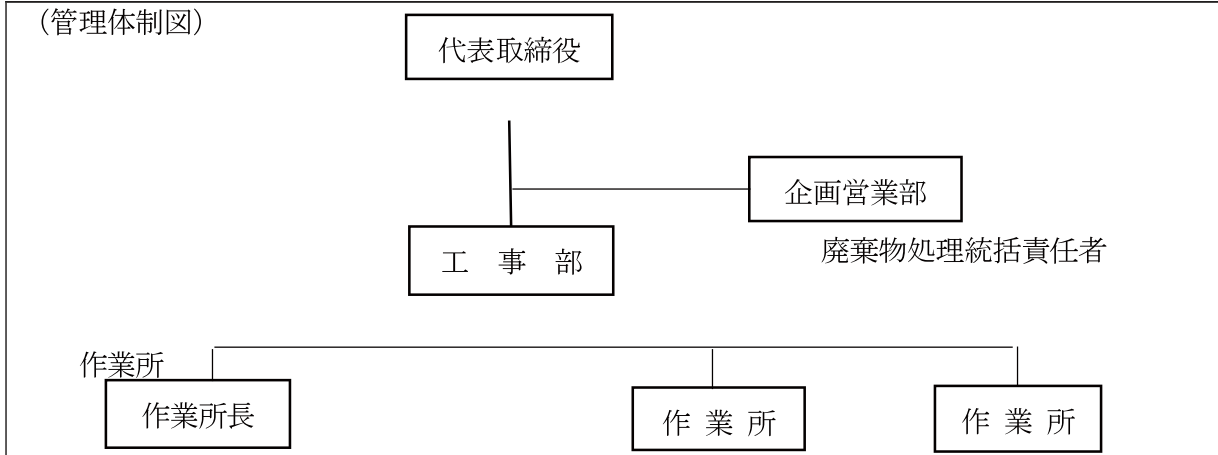 （管理体制図）
代表取締役
企画営業部
廃棄物処理統括責任者
工　事　部
作業所
作業所長
作 業 所
作 業 所